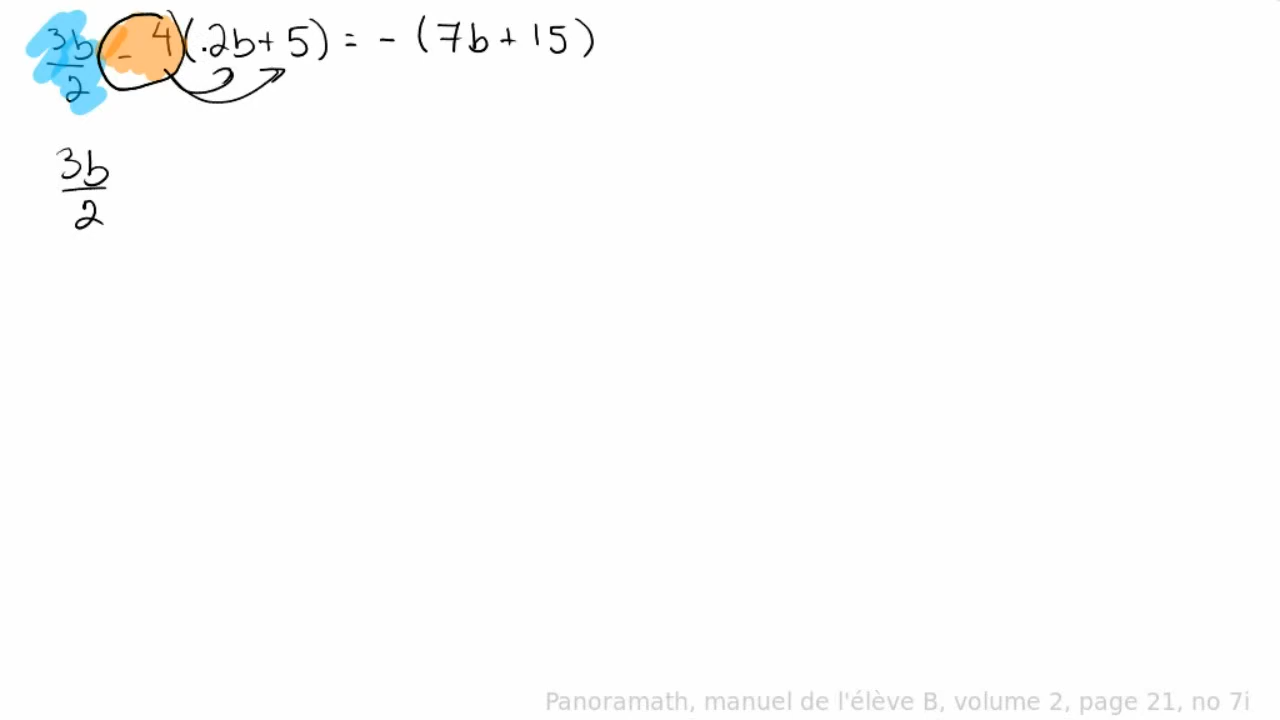 3b/2 - 4(.2b+5) = - (7b+15)
3b/2
Panoramath, manuel de l'élève B, volume 2, page 21, no 7i